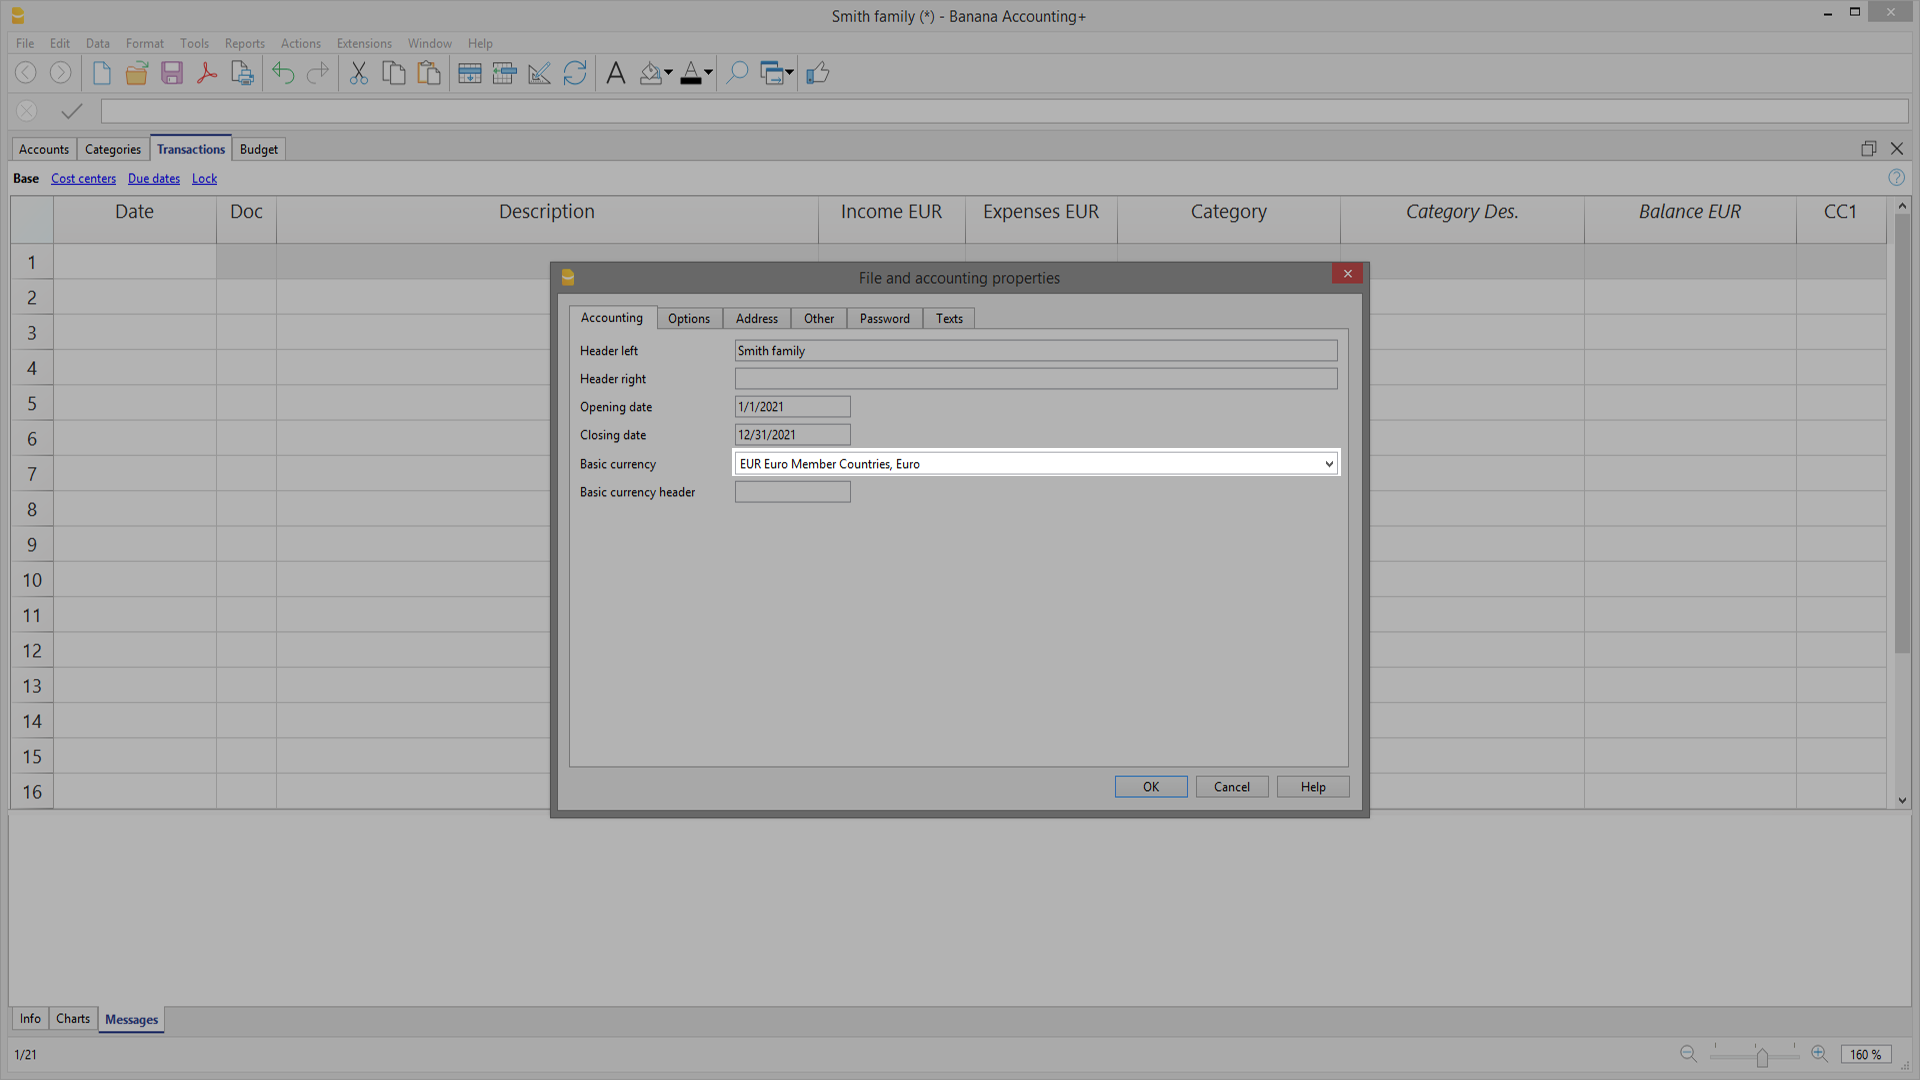 Smith family (*) - Banana Accounting+
File Edit Data Format Tools Reports Actions Extensions Window Help
Accounts Categories Transactions Budget
Base Cost centers Due dates Lock
Date Doc Description Income EUR Expenses EUR Category Category Des. Balance EUR CC1
1
2
3
4
5
6
7
8
9
10
11
12
13
14
15
16
File and accounting properties
Accounting Options Address Other Password Texts
Header left Smith family
Header right
Opening date 1/1/2021
Closing date 12/31/2021
Basic currency EUR Euro Member Countries, Euro
Basic currency header
OK Cancel Help
Info Charts Messages
1/21 160 %